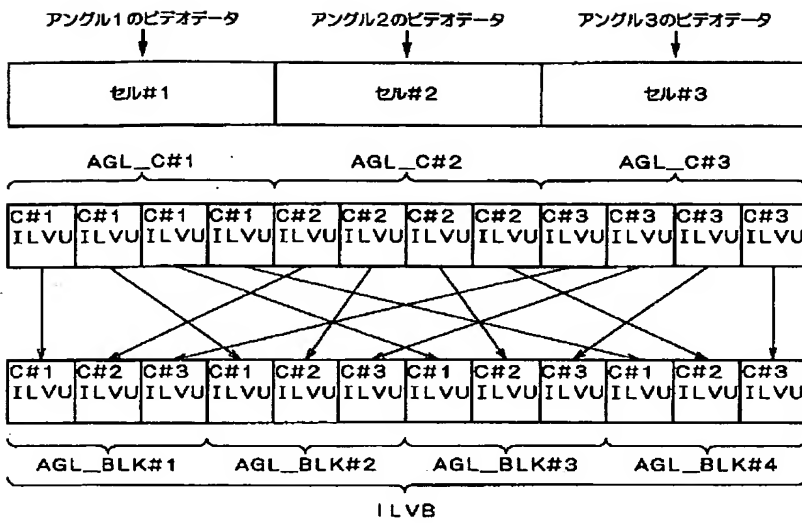 アングル1のビデオデータ アングル2のビデオデータ アングル3のビデオデータ
セル#1 セル#2 セル#3
AGL_C#1 AGL_C#2 AGL_C#3
C#1 C#1 C#1 C#1 C#2 C#2 C#2 C#2 C#3 C#3 C#3 C#3
ILVU ILVU ILVU ILVU ILVU ILVU ILVU ILVU ILVU ILVU ILVU ILVU
C#1 C#2 C#3 C#1 C#2 C#3 C#1 C#2 C#3 C#1 C#2 C#3
ILVU ILVU ILVU ILVU ILVU ILVU ILVU ILVU ILVU ILVU ILVU ILVU
AGL_BLK#1 AGL_BLK#2 AGL_BLK#3 AGL_BLK#4
ILVB